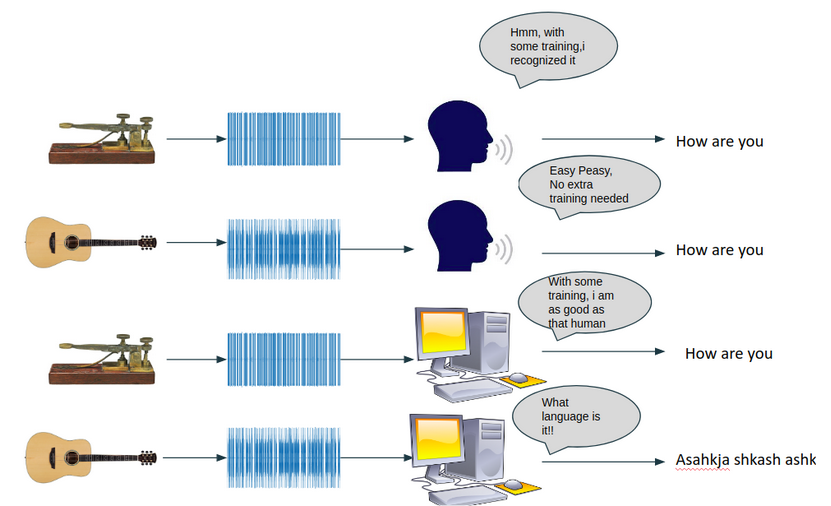 Hmm, with
some training,i
recognized it
How are you
Easy Peasy,
No extra
training needed
How are you
With some
training, i am
as good as
that human
How are you
What
language is
it!!
Asahkja shkash ashk